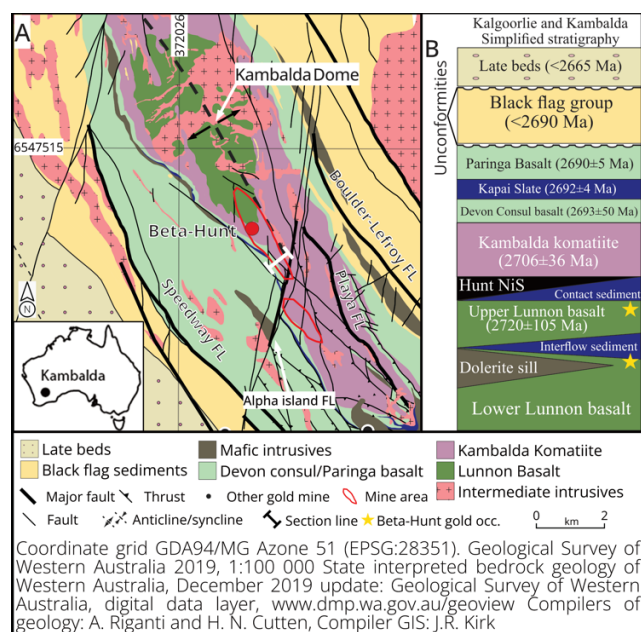 A
372026
Kambalda Dome
6547515
Beta-Hunt
Boulder-Lefroy FL
Playa FL
Speedway FL
Alpha island FL
N
Kambalda
B
Kalgoorlie and Kambalda
Simplified stratigraphy
Unconformities
Late beds (<2665 Ma)
Black flag group
(<2690 Ma)
Paringa Basalt (2690±5 Ma)
Kapai Slate (2692±4 Ma)
Devon Consul basalt (2693±50 Ma)
Kambalda komatiite
(2706±36 Ma)
Hunt NiS
Contact sediment
Upper Lunnon basalt
(2720±105 Ma)
Interflow sediment
Dolerite sill
Lower Lunnon basalt
Late beds
Mafic intrusives
Kambalda Komatiite
Black flag sediments
Devon consul/Paringa basalt
Lunnon Basalt
Major fault
Thrust
Other gold mine
Mine area
Intermediate intrusives
Fault
Anticline/syncline
Section line
Beta-Hunt gold occ.
0 2
km
Coordinate grid GDA94/MG Azone 51 (EPSG:28351). Geological Survey of
Western Australia 2019, 1:100 000 State interpreted bedrock geology of
Western Australia, December 2019 update: Geological Survey of Western
Australia, digital data layer, www.dmp.wa.gov.au/geoview Compilers of
geology: A. Riganti and H. N. Cutten, Compiler GIS: J.R. Kirk